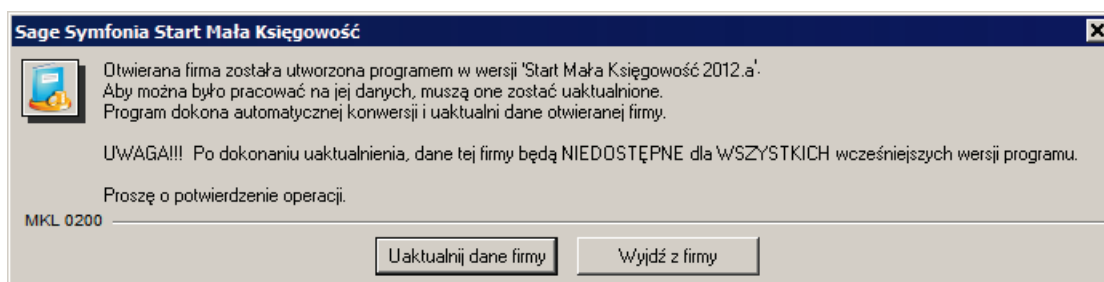 Sage Symfonia Start Mała Księgowość
Otwierana firma została utworzona programem w wersji 'Start Mała Księgowość 2012.a'.
Aby można było pracować na jej danych, muszą one zostać uaktualnione.
Program dokona automatycznej konwersji i uaktualni dane otwieranej firmy.
UWAGA!!! Po dokonaniu uaktualnienia, dane tej firmy będą NIEDOSTĘPNE dla WSZYSTKICH wcześniejszych wersji programu.
Proszę o potwierdzenie operacji.
MKL 0200
Uaktualnij dane firmy
Wyjdź z firmy